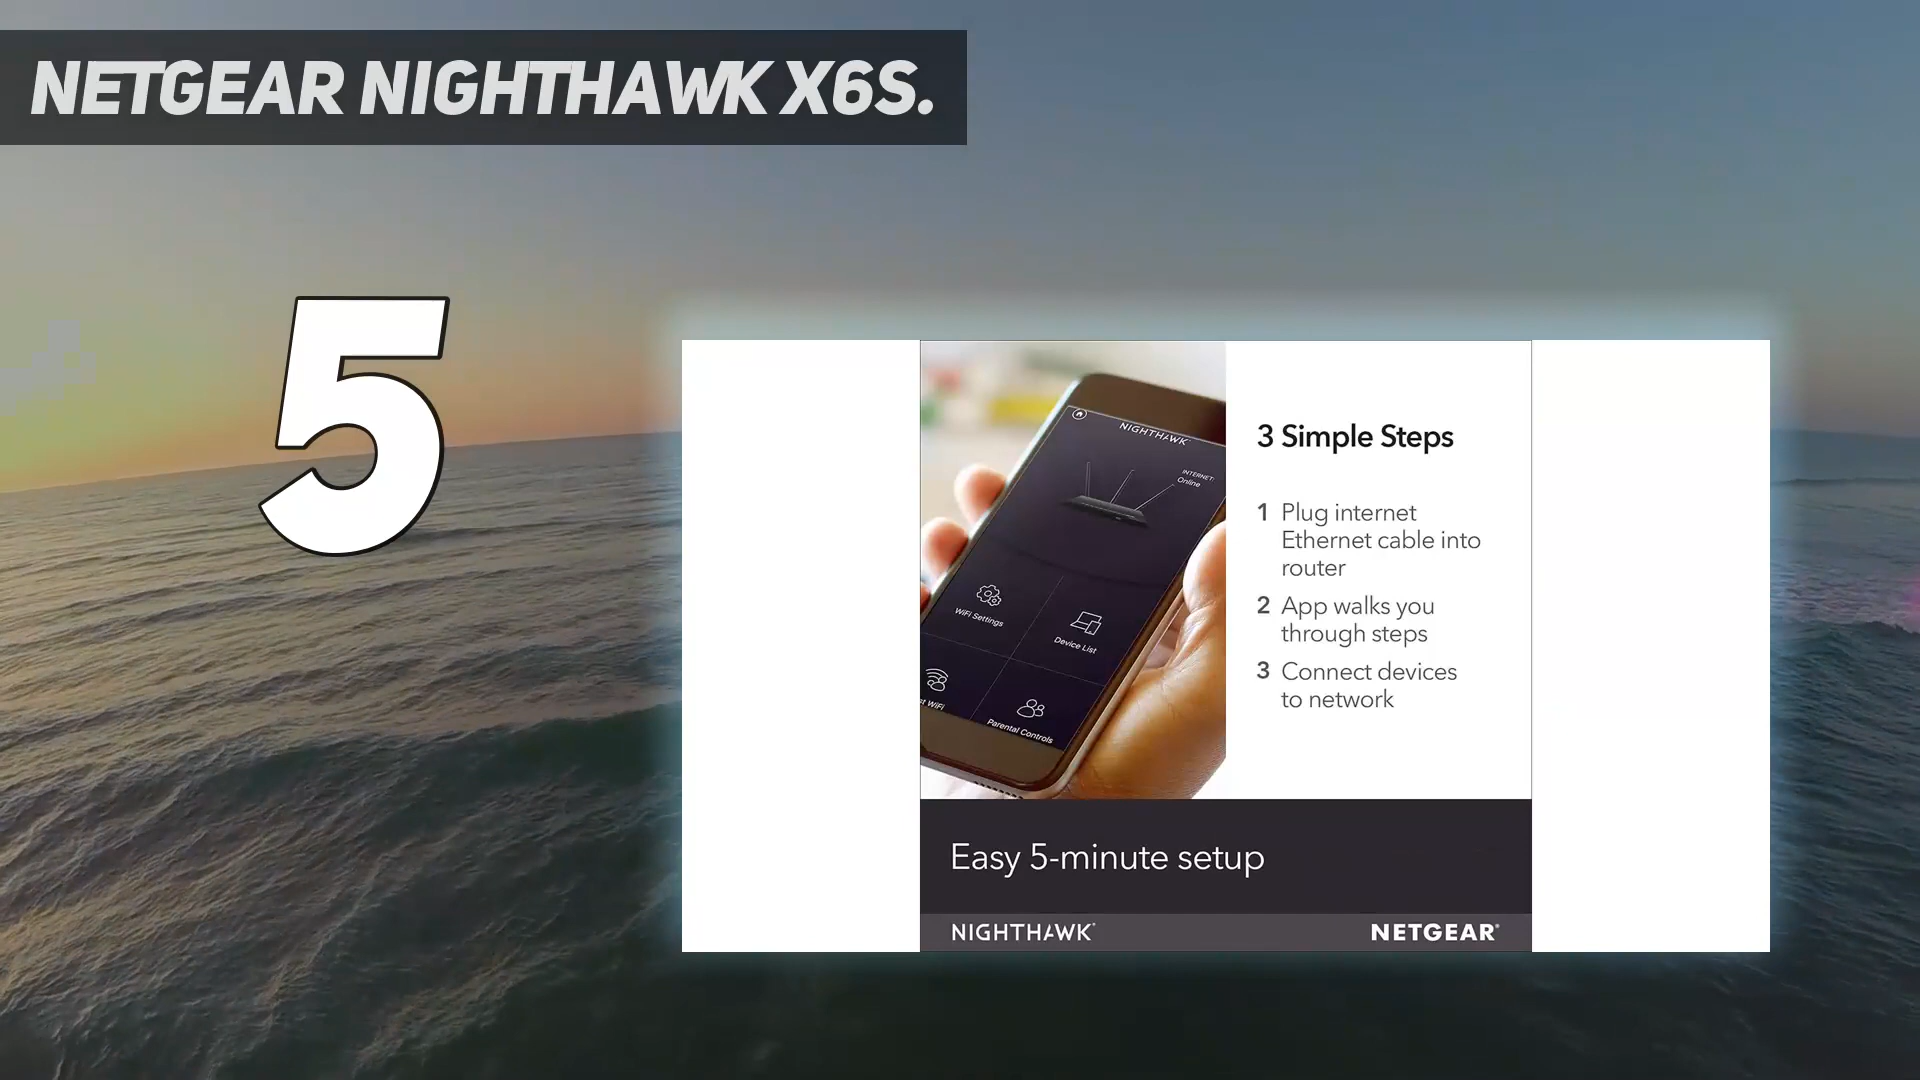 NETGEAR NIGHTHAWK X6S.
5
NIGHTHAWK
INTERNET:
Online
WiFi Settings
Device List
st WiFi
Parental Controls
3 Simple Steps
1 Plug internet
Ethernet cable into
router
2 App walks you
through steps
3 Connect devices
to network
Easy 5-minute setup
NIGHTHAWK®
NETGEAR®